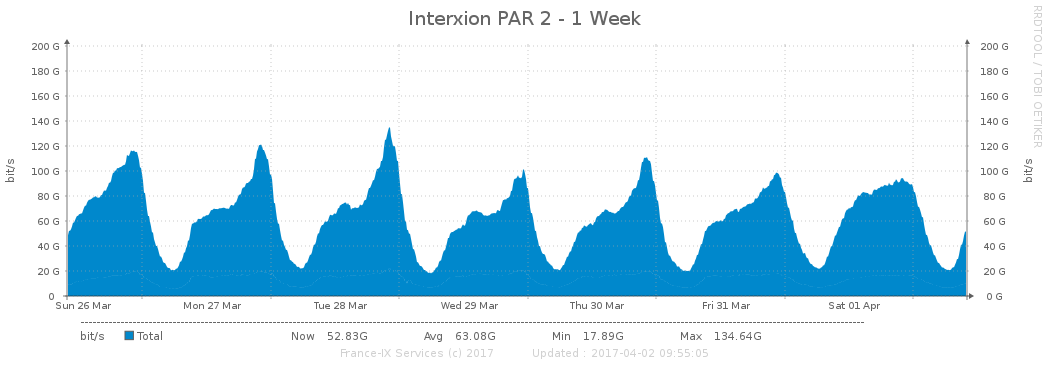 Interxion PAR 2 - 1 Week
RRDTOOL / TOBI OETIKER
200 G 200 G
180 G 180 G
160 G 160 G
140 G 140 G
120 G 120 G
100 G 100 G
80 G 80 G
60 G 60 G
40 G 40 G
20 G 20 G
0 0 G
bit/s bit/s
Sun 26 Mar Mon 27 Mar Tue 28 Mar Wed 29 Mar Thu 30 Mar Fri 31 Mar Sat 01 Apr
bit/s Total Now 52.83G Avg 63.08G Min 17.89G Max 134.64G
France-IX Services (c) 2017 Updated : 2017-04-02 09:55:05